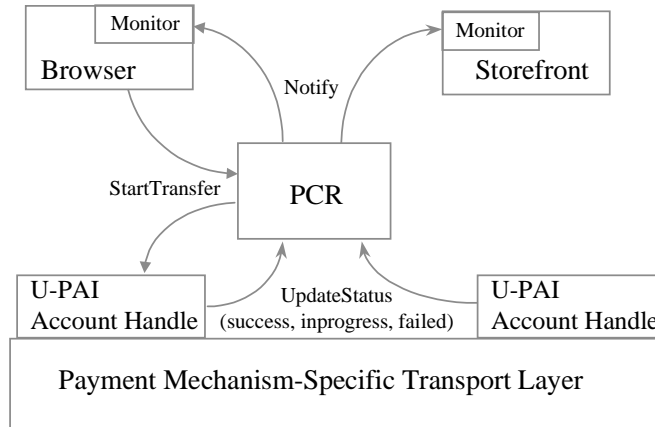 Monitor
Browser
Monitor
Storefront
Notify
StartTransfer
PCR
U-PAI
Account Handle
UpdateStatus
(success, inprogress, failed)
U-PAI
Account Handle
Payment Mechanism-Specific Transport Layer